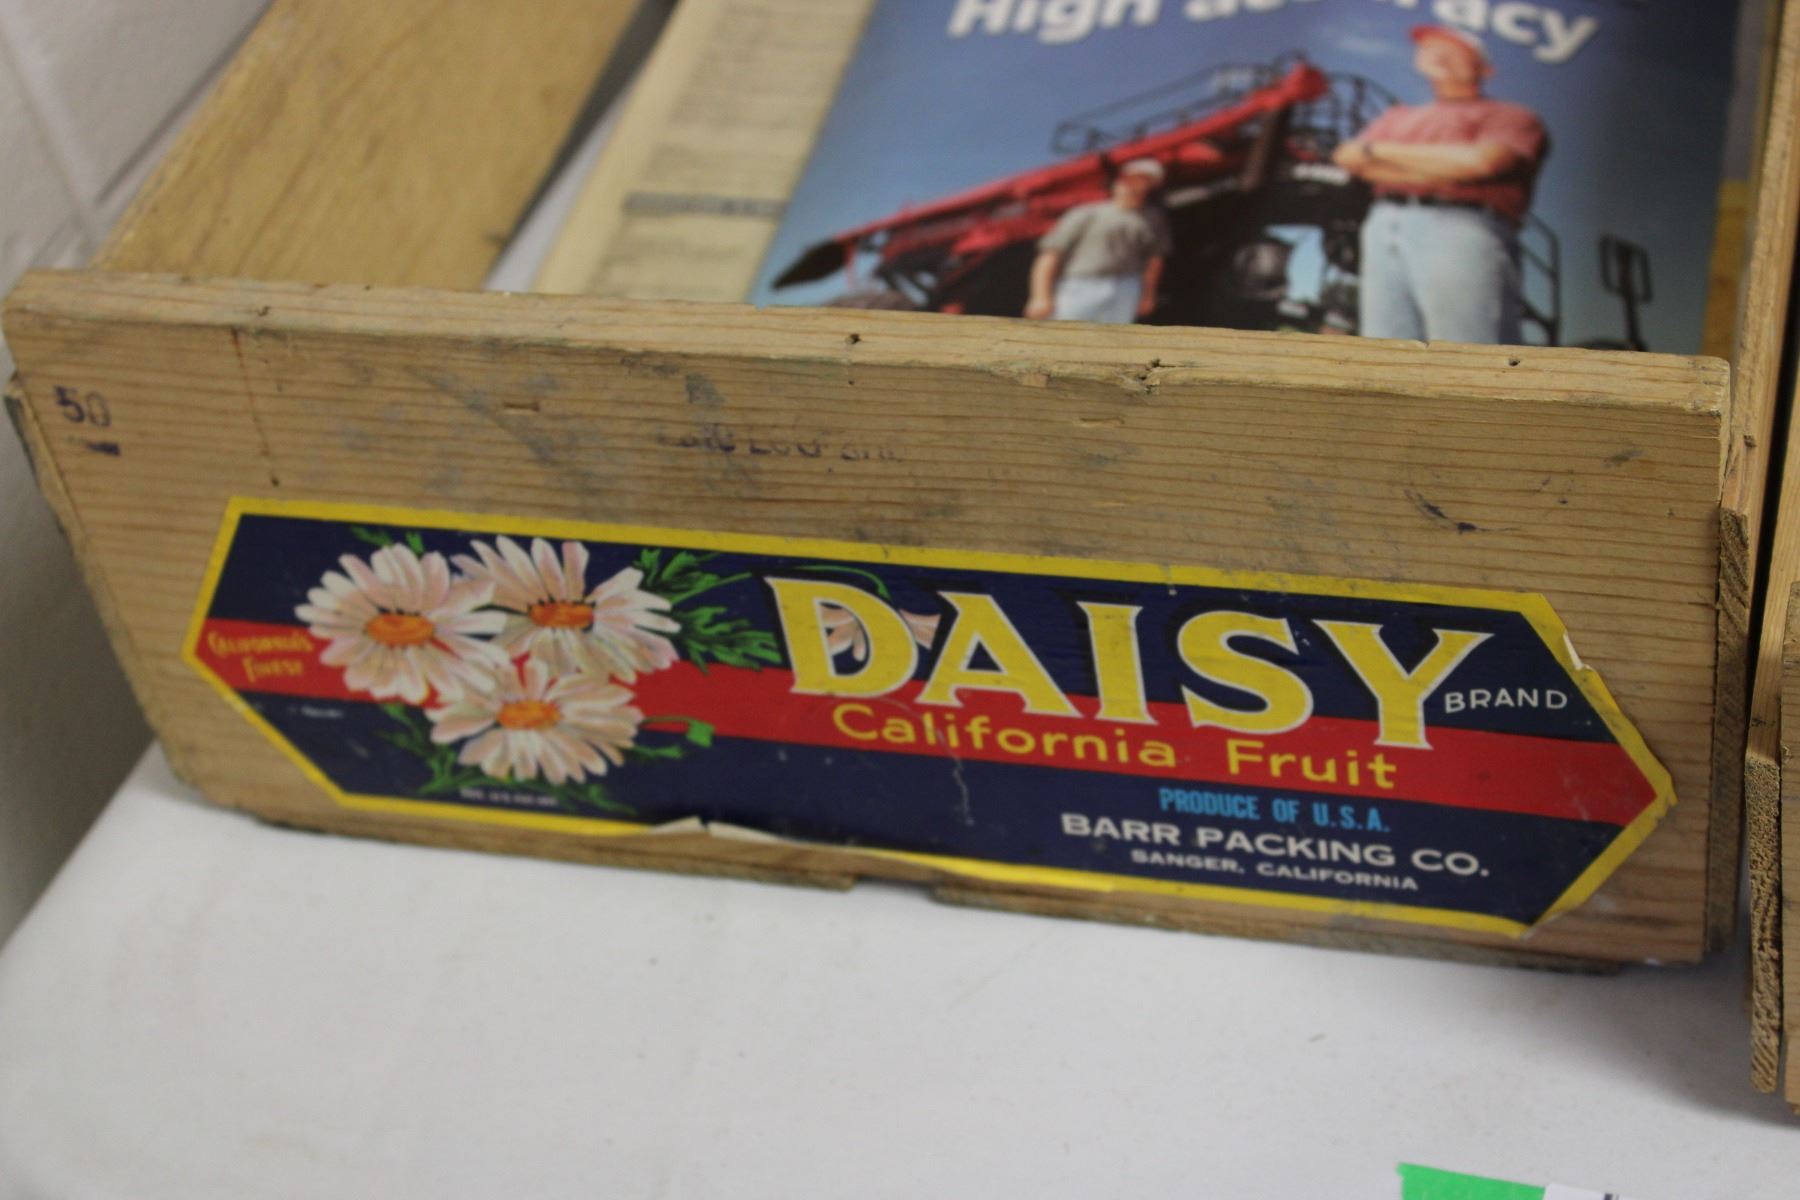 High accuracy
50
CALIFORNIA'S
FINEST
DAISY
BRAND
California Fruit
PRODUCE OF U.S.A.
BARR PACKING CO.
SANGER, CALIFORNIA